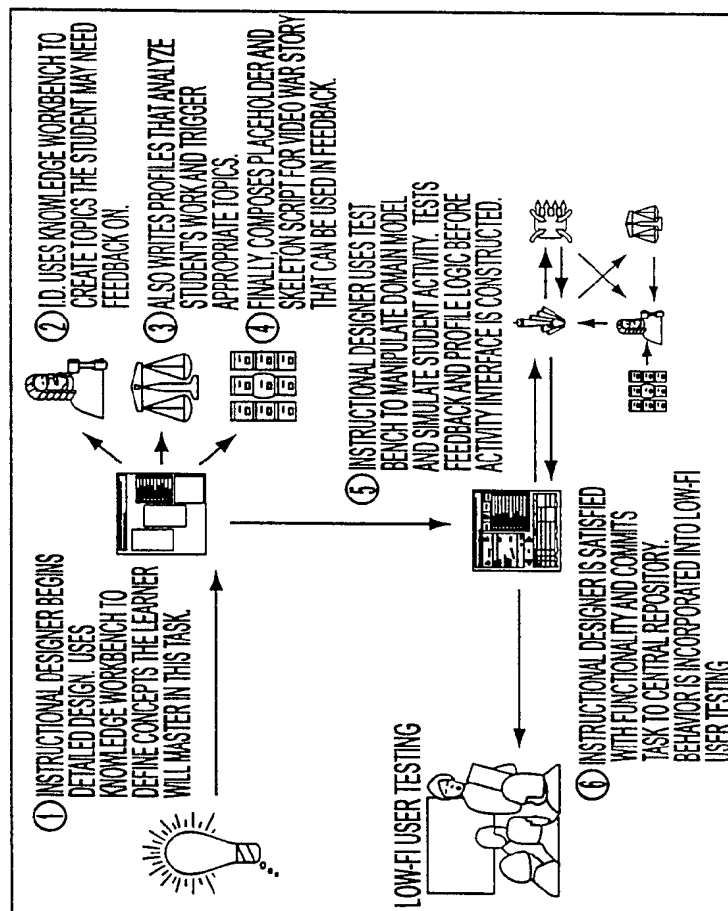 ① INSTRUCTIONAL DESIGNER BEGINS
DETAILED DESIGN. USES
KNOWLEDGE WORKBENCH TO
DEFINE CONCEPTS THE LEARNER
WILL MASTER IN THIS TASK.
② I.D. USES KNOWLEDGE WORKBENCH TO
CREATE TOPICS THE STUDENT MAY NEED
FEEDBACK ON.
③ ALSO WRITES PROFILES THAT ANALYZE
STUDENT'S WORK AND TRIGGER
APPROPRIATE TOPICS.
④ FINALLY, COMPOSES PLACEHOLDER AND
SKELETON SCRIPT FOR VIDEO WAR STORY
THAT CAN BE USED IN FEEDBACK.
⑤ INSTRUCTIONAL DESIGNER USES TEST
BENCH TO MANIPULATE DOMAIN MODEL
AND SIMULATE STUDENT ACTIVITY. TESTS
FEEDBACK AND PROFILE LOGIC BEFORE
ACTIVITY INTERFACE IS CONSTRUCTED.
LOW-FI USER TESTING
⑥ INSTRUCTIONAL DESIGNER IS SATISFIED
WITH FUNCTIONALITY AND COMMITS
TASK TO CENTRAL REPOSITORY.
BEHAVIOR IS INCORPORATED INTO LOW-FI
USER TESTING